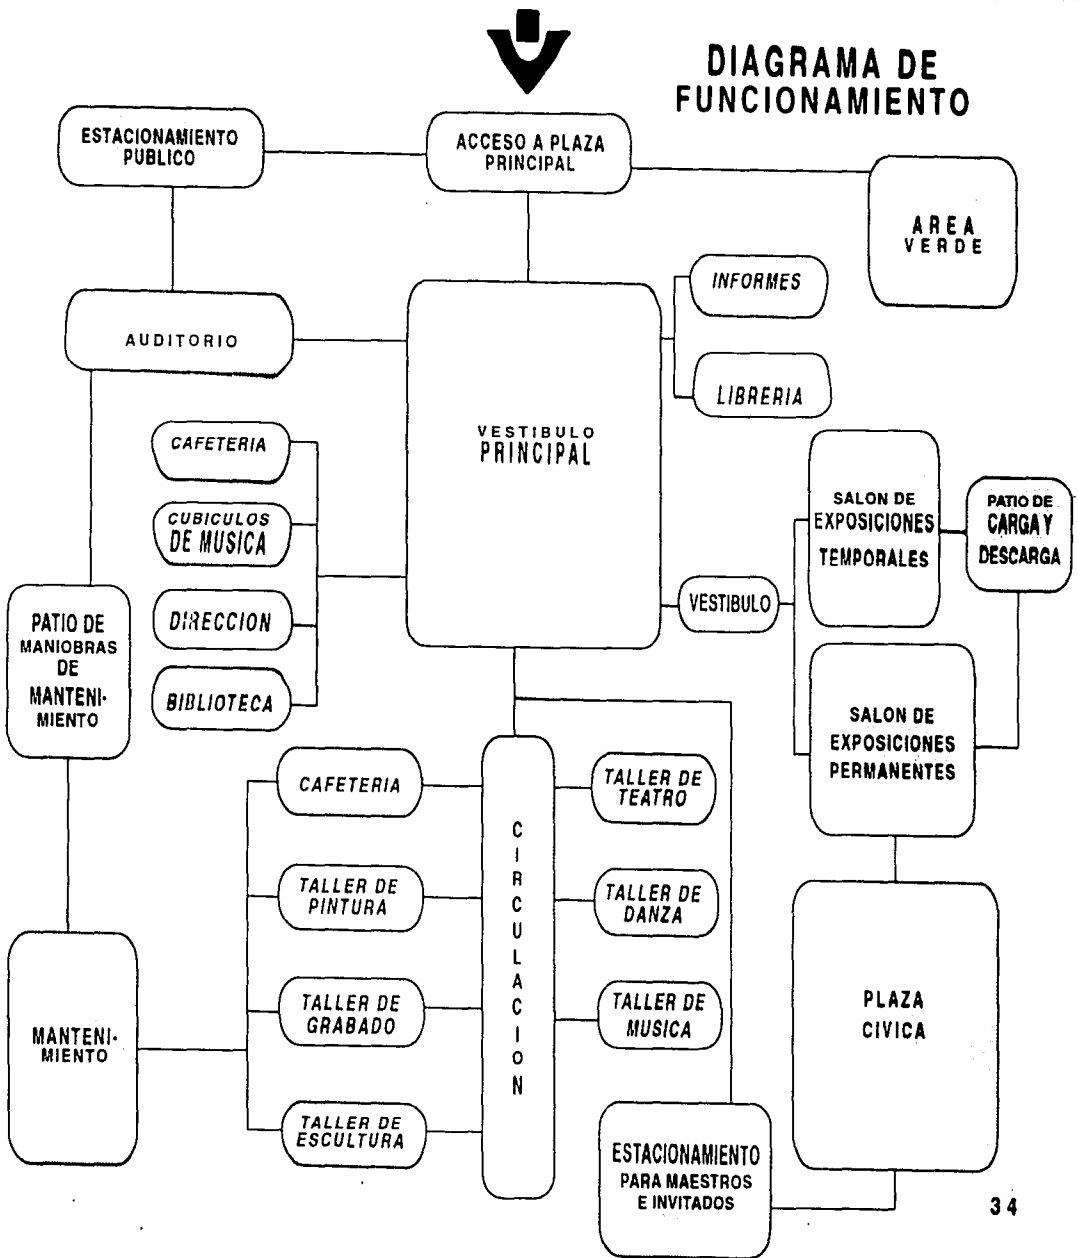 DIAGRAMA DE
FUNCIONAMIENTO
ESTACIONAMIENTO
PUBLICO
ACCESO A PLAZA
PRINCIPAL
AREA
VERDE
INFORMES
AUDITORIO
LIBRERIA
VESTIBULO
PRINCIPAL
CAFETERIA
CUBICULOS
DE MUSICA
DIRECCION
BIBLIOTECA
SALON DE
EXPOSICIONES
TEMPORALES
PATIO DE
CARGA Y
DESCARGA
VESTIBULO
PATIO DE
MANIOBRAS
DE
MANTENI-
MIENTO
SALON DE
EXPOSICIONES
PERMANENTES
CAFETERIA
TALLER DE
PINTURA
TALLER DE
GRABADO
TALLER DE
ESCULTURA
CIRCULACION
TALLER DE
TEATRO
TALLER DE
DANZA
TALLER DE
MUSICA
MANTENI-
MIENTO
PLAZA
CIVICA
ESTACIONAMIENTO
PARA MAESTROS
E INVITADOS
34